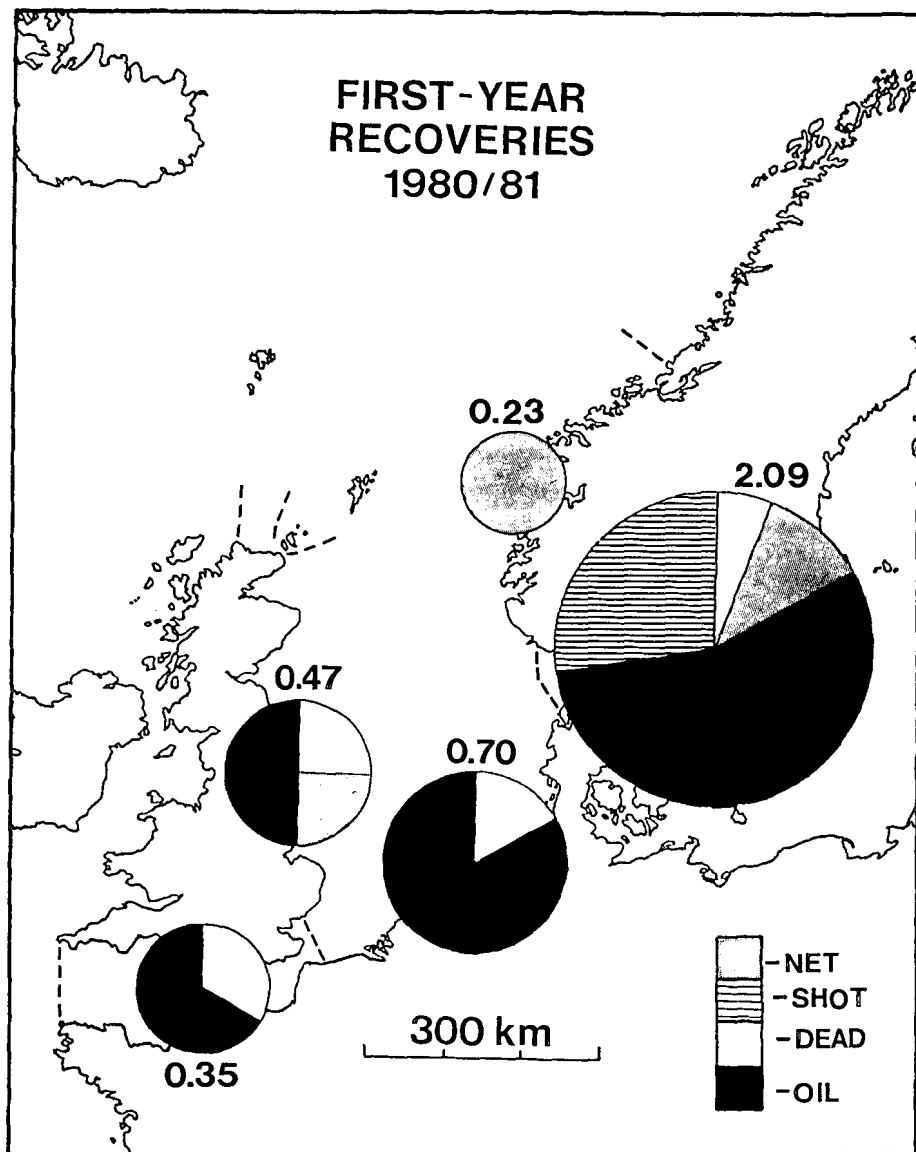 FIRST-YEAR
RECOVERIES
1980/81
0.23
2.09
0.47
0.70
0.35
300 km
-NET
-SHOT
-DEAD
-OIL